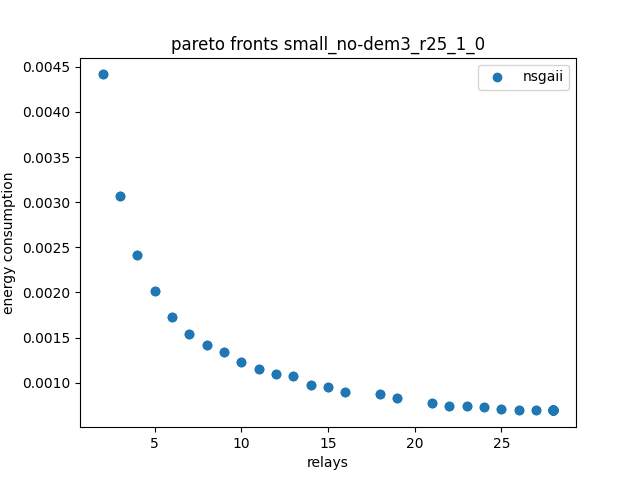 pareto fronts small_no-dem3_r25_1_0
nsgaii
0.0045
0.0040
0.0035
0.0030
0.0025
0.0020
0.0015
0.0010
energy consumption
5 10 15 20 25
relays